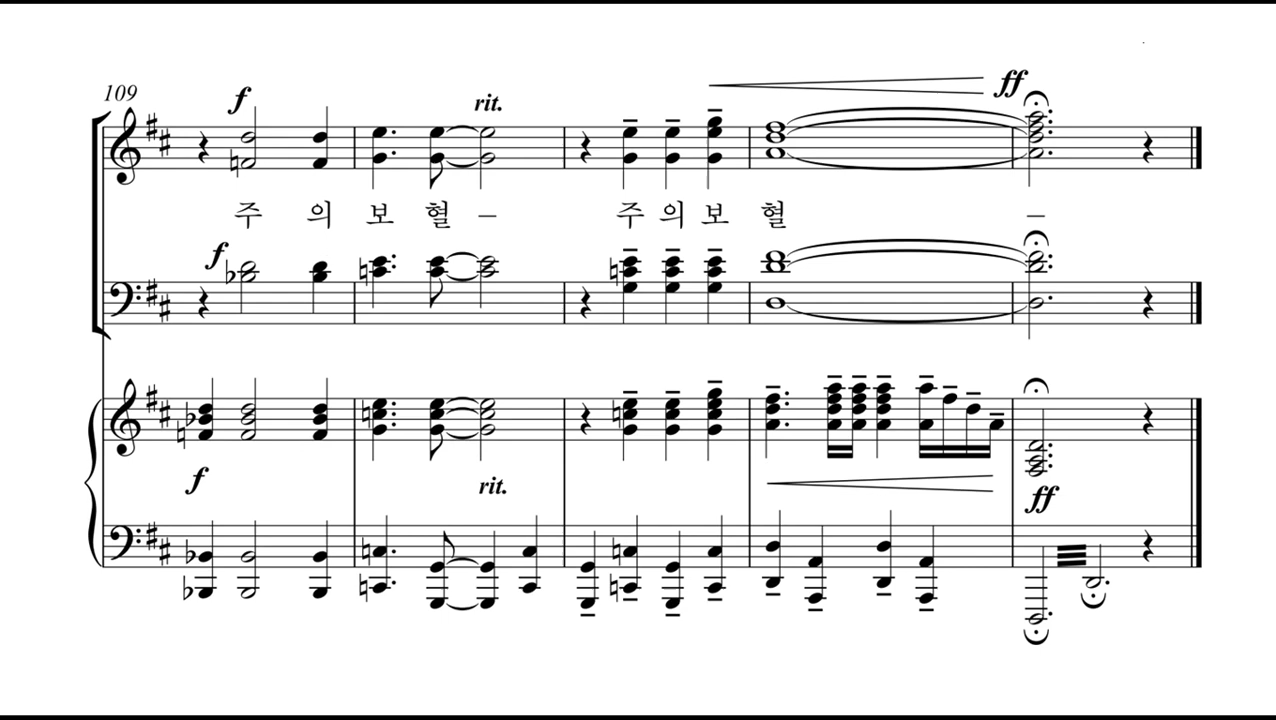 109
f
rit.
ff
주 의 보 혈 – 주 의 보 혈 –
f
f
rit.
ff